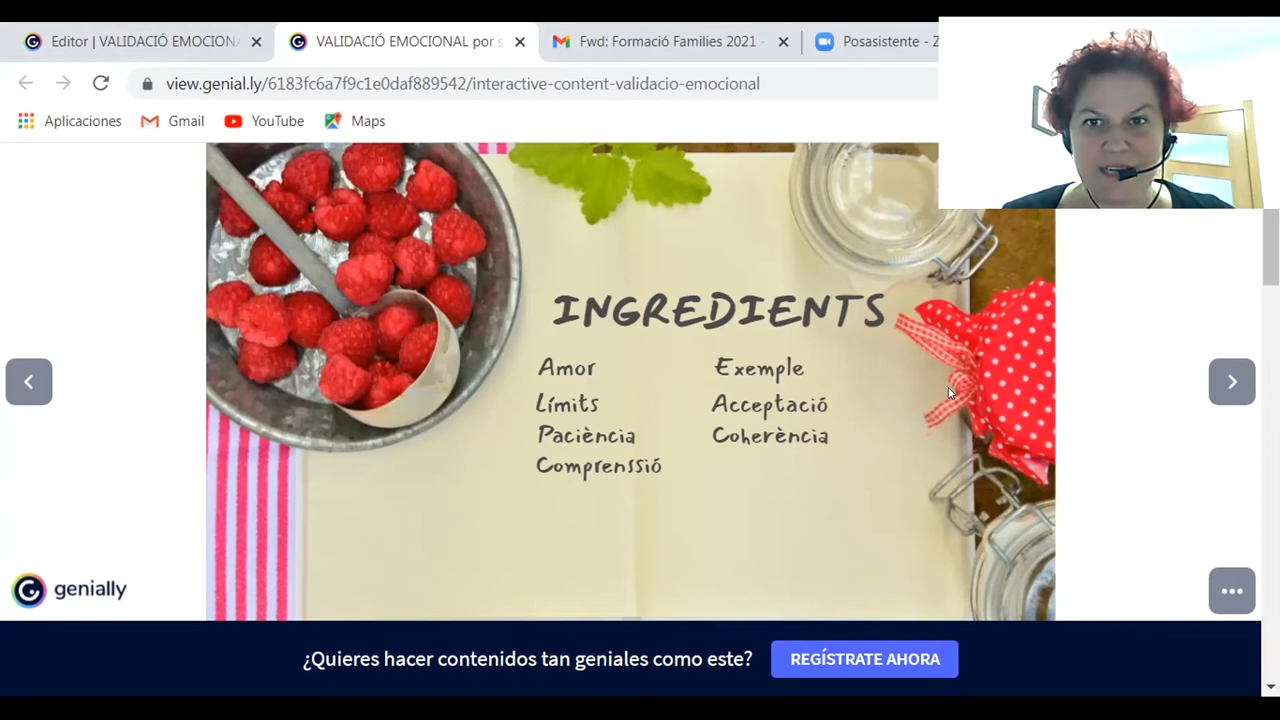 Editor | VALIDACIÓ EMOCION
VALIDACIÓ EMOCIONAL por s
Fwd: Formació Families 2021 -
Posasistente - Z
view.genial.ly/6183fc6a7f9c1e0daf889542/interactive-content-validacio-emocional
Aplicaciones
Gmail
YouTube
Maps
INGREDIENTS
Amor
Límits
Paciència
Comprenssió
Exemple
Acceptació
Coherència
genially
¿Quieres hacer contenidos tan geniales como este?
REGÍSTRATE AHORA